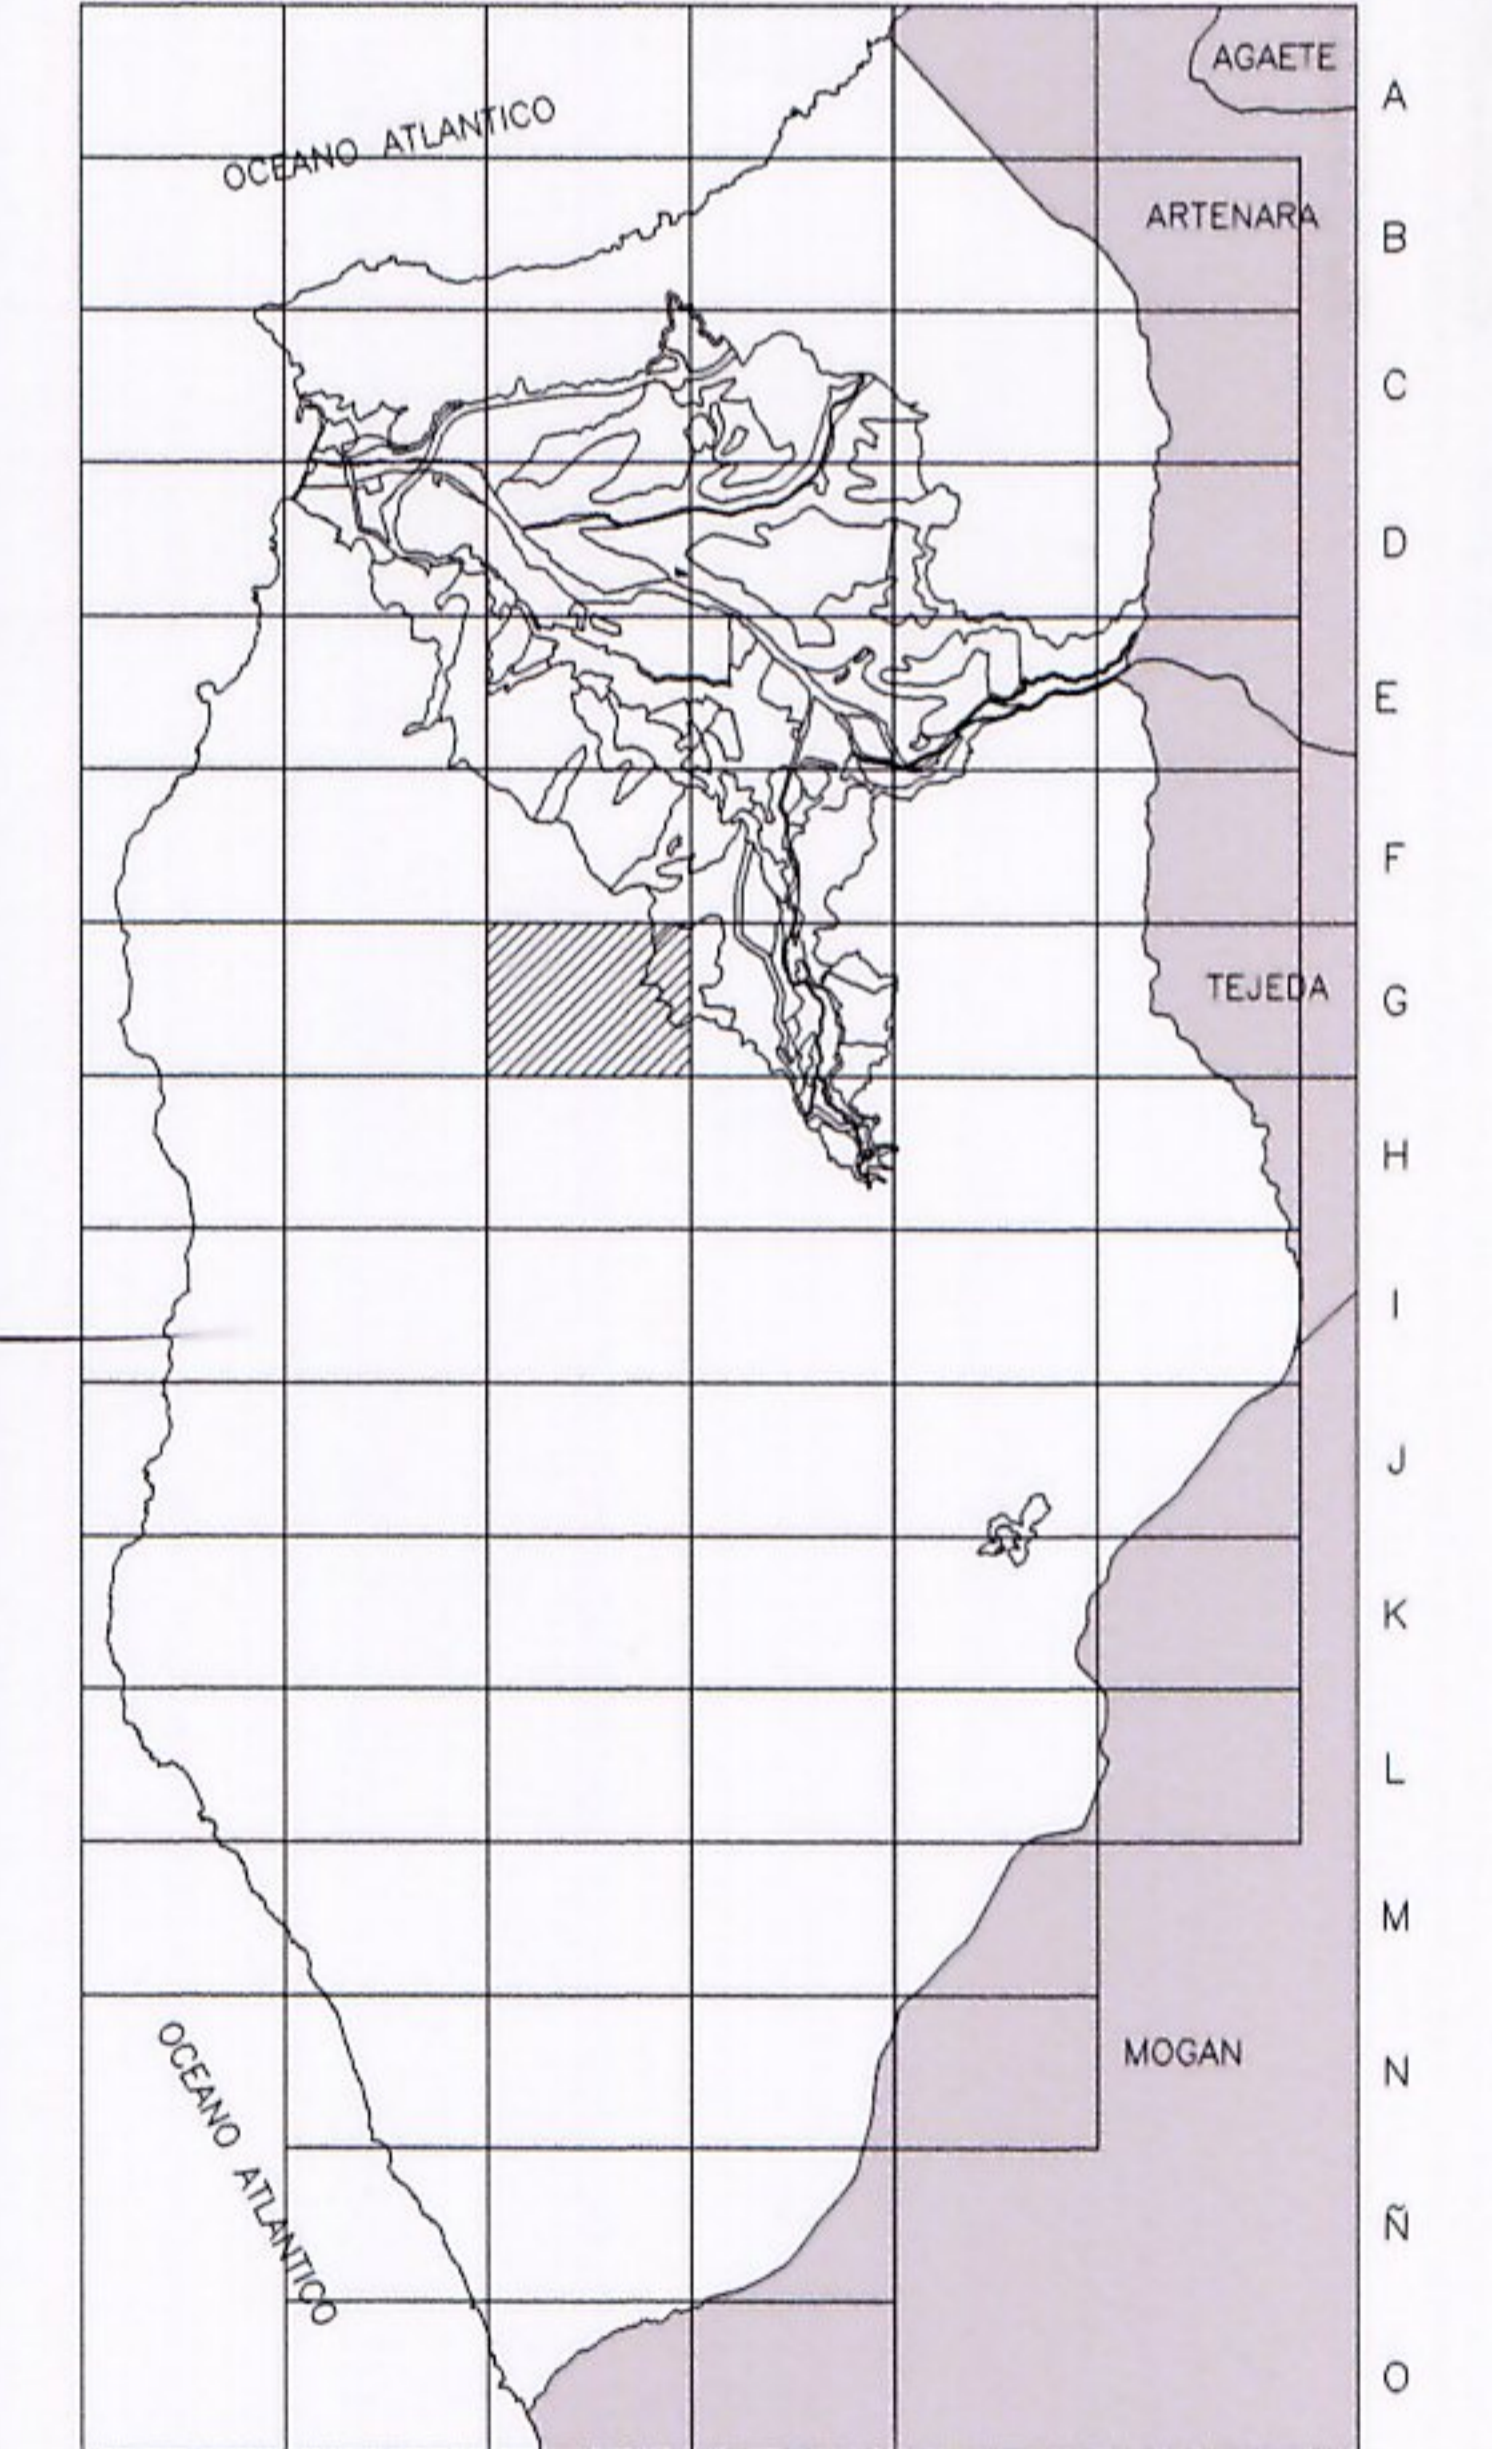 AGAETE
A
OCEANO ATLANTICO
ARTENARA
B
C
D
E
F
TEJEDA
G
H
I
J
K
L
M
MOGAN
N
OCEANO ATLANTICO
Ñ
O